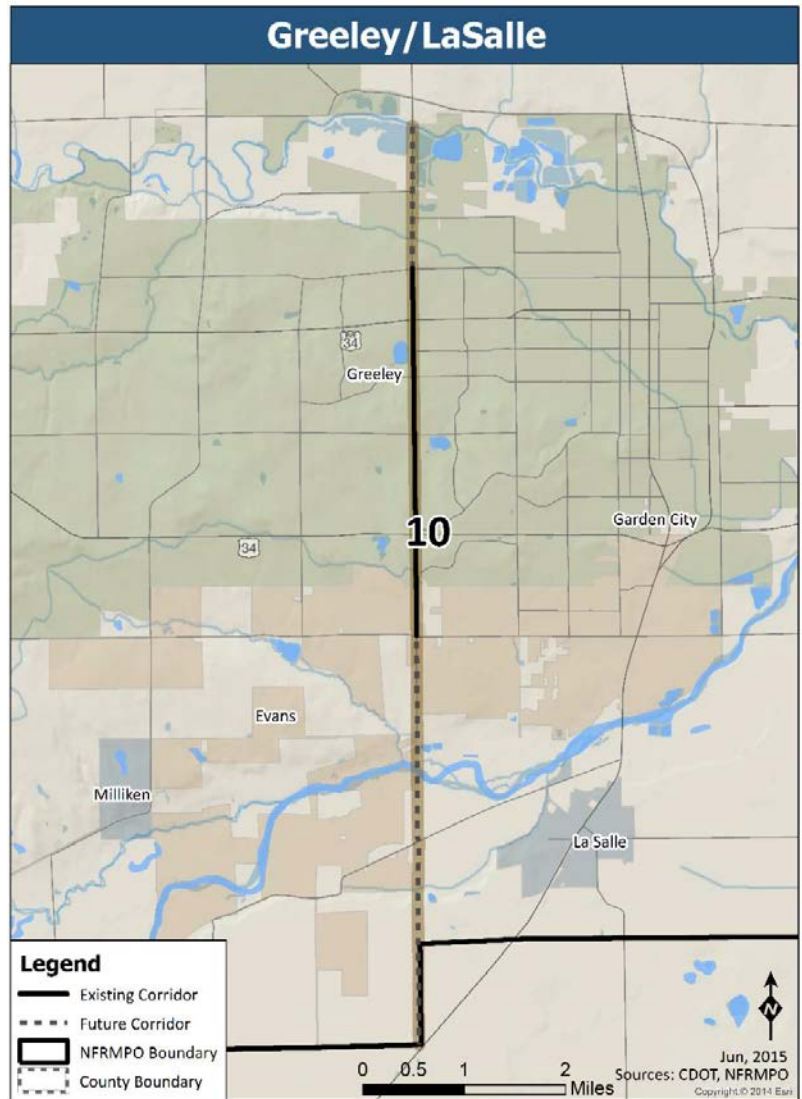 Greeley/LaSalle
34
Greeley
10
Garden City
34
Evans
Milliken
La Salle
Legend
Existing Corridor
Future Corridor
NFRMPO Boundary
County Boundary
0 0.5 1 2
Miles
N
Jun, 2015
Sources: CDOT, NFRMPO
Copyright:© 2014 Esri